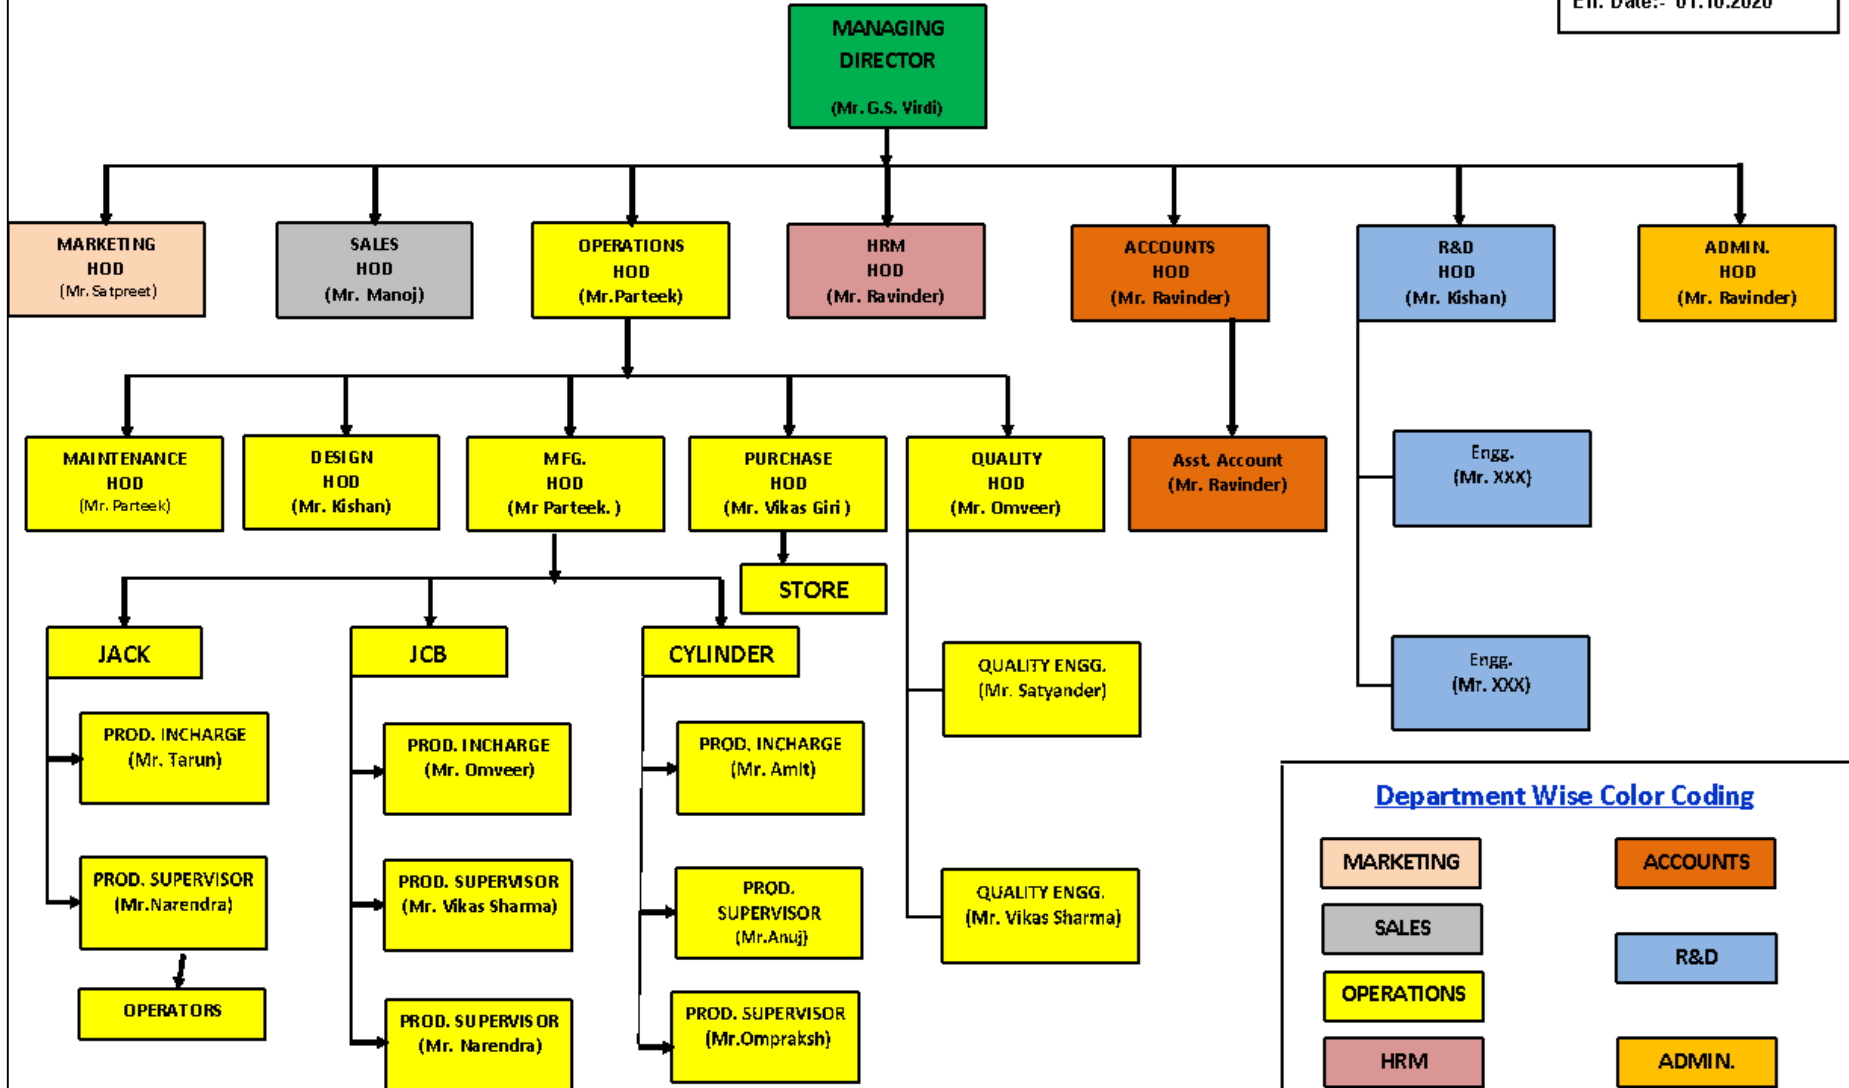 Eff. Date:- 01.10.2020
MANAGING
DIRECTOR
(Mr. G.S. Virdi)
MARKETING
HOD
(Mr. Satpreet)
SALES
HOD
(Mr. Manoj)
OPERATIONS
HOD
(Mr.Parteek)
HRM
HOD
(Mr. Ravinder)
ACCOUNTS
HOD
(Mr. Ravinder)
R&D
HOD
(Mr. Kishan)
ADMIN.
HOD
(Mr. Ravinder)
MAINTENANCE
HOD
(Mr. Parteek)
DESIGN
HOD
(Mr. Kishan)
MFG.
HOD
(Mr Parteek. )
PURCHASE
HOD
(Mr. Vikas Giri )
QUALITY
HOD
(Mr. Omveer)
Asst. Account
(Mr. Ravinder)
Engg.
(Mr. XXX)
STORE
JACK
JCB
CYLINDER
QUALITY ENGG.
(Mr. Satyander)
Engg.
(Mr. XXX)
PROD. INCHARGE
(Mr. Tarun)
PROD. INCHARGE
(Mr. Omveer)
PROD. INCHARGE
(Mr. Amit)
PROD. SUPERVISOR
(Mr.Narendra)
PROD. SUPERVISOR
(Mr. Vikas Sharma)
PROD.
SUPERVISOR
(Mr.Anuj)
QUALITY ENGG.
(Mr. Vikas Sharma)
OPERATORS
PROD. SUPERVISOR
(Mr. Narendra)
PROD. SUPERVISOR
(Mr.Ompraksh)
Department Wise Color Coding
MARKETING
ACCOUNTS
SALES
R&D
OPERATIONS
HRM
ADMIN.